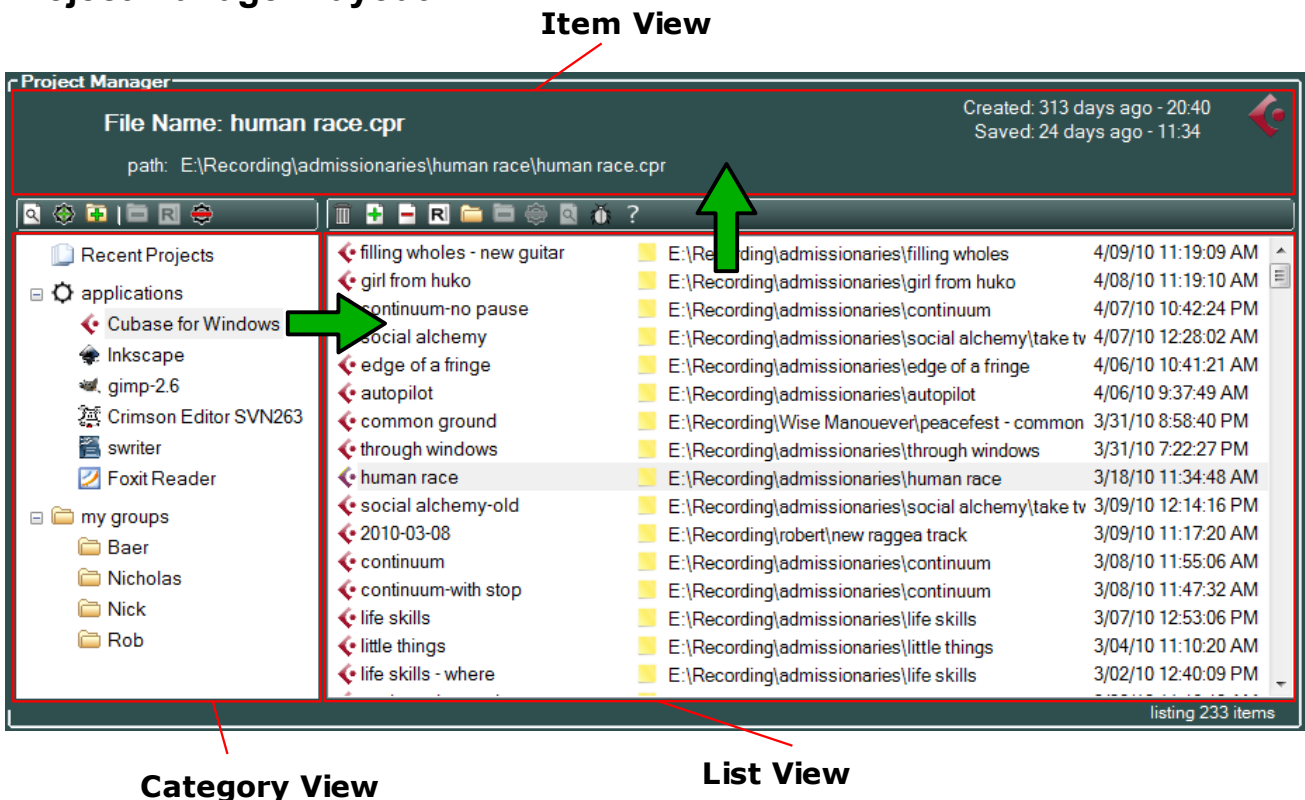 Project Manager Layout
Item View
Project Manager
File Name: human race.cpr
Created: 313 days ago - 20:40
Saved: 24 days ago - 11:34
path: E:\Recording\admissionaries\human race\human race.cpr
R R ?
Recent Projects
applications
Cubase for Windows
Inkscape
gimp-2.6
Crimson Editor SVN263
swriter
Foxit Reader
my groups
Baer
Nicholas
Nick
Rob
filling wholes - new guitar E:\Recording\admissionaries\filling wholes 4/09/10 11:19:09 AM
girl from huko E:\Recording\admissionaries\girl from huko 4/08/10 11:19:10 AM
continuum-no pause E:\Recording\admissionaries\continuum 4/07/10 10:42:24 PM
social alchemy E:\Recording\admissionaries\social alchemy\take tw 4/07/10 12:28:02 AM
edge of a fringe E:\Recording\admissionaries\edge of a fringe 4/06/10 10:41:21 AM
autopilot E:\Recording\admissionaries\autopilot 4/06/10 9:37:49 AM
common ground E:\Recording\Wise Manouever\peacefest - common 3/31/10 8:58:40 PM
through windows E:\Recording\admissionaries\through windows 3/31/10 7:22:27 PM
human race E:\Recording\admissionaries\human race 3/18/10 11:34:48 AM
social alchemy-old E:\Recording\admissionaries\social alchemy\take tw 3/09/10 12:14:16 PM
2010-03-08 E:\Recording\robert\new raggea track 3/09/10 11:17:20 AM
continuum E:\Recording\admissionaries\continuum 3/08/10 11:55:06 AM
continuum-with stop E:\Recording\admissionaries\continuum 3/08/10 11:47:32 AM
life skills E:\Recording\admissionaries\life skills 3/07/10 12:53:06 PM
little things E:\Recording\admissionaries\little things 3/04/10 11:10:20 AM
life skills - where E:\Recording\admissionaries\life skills 3/02/10 12:40:09 PM
listing 233 items
List View
Category View